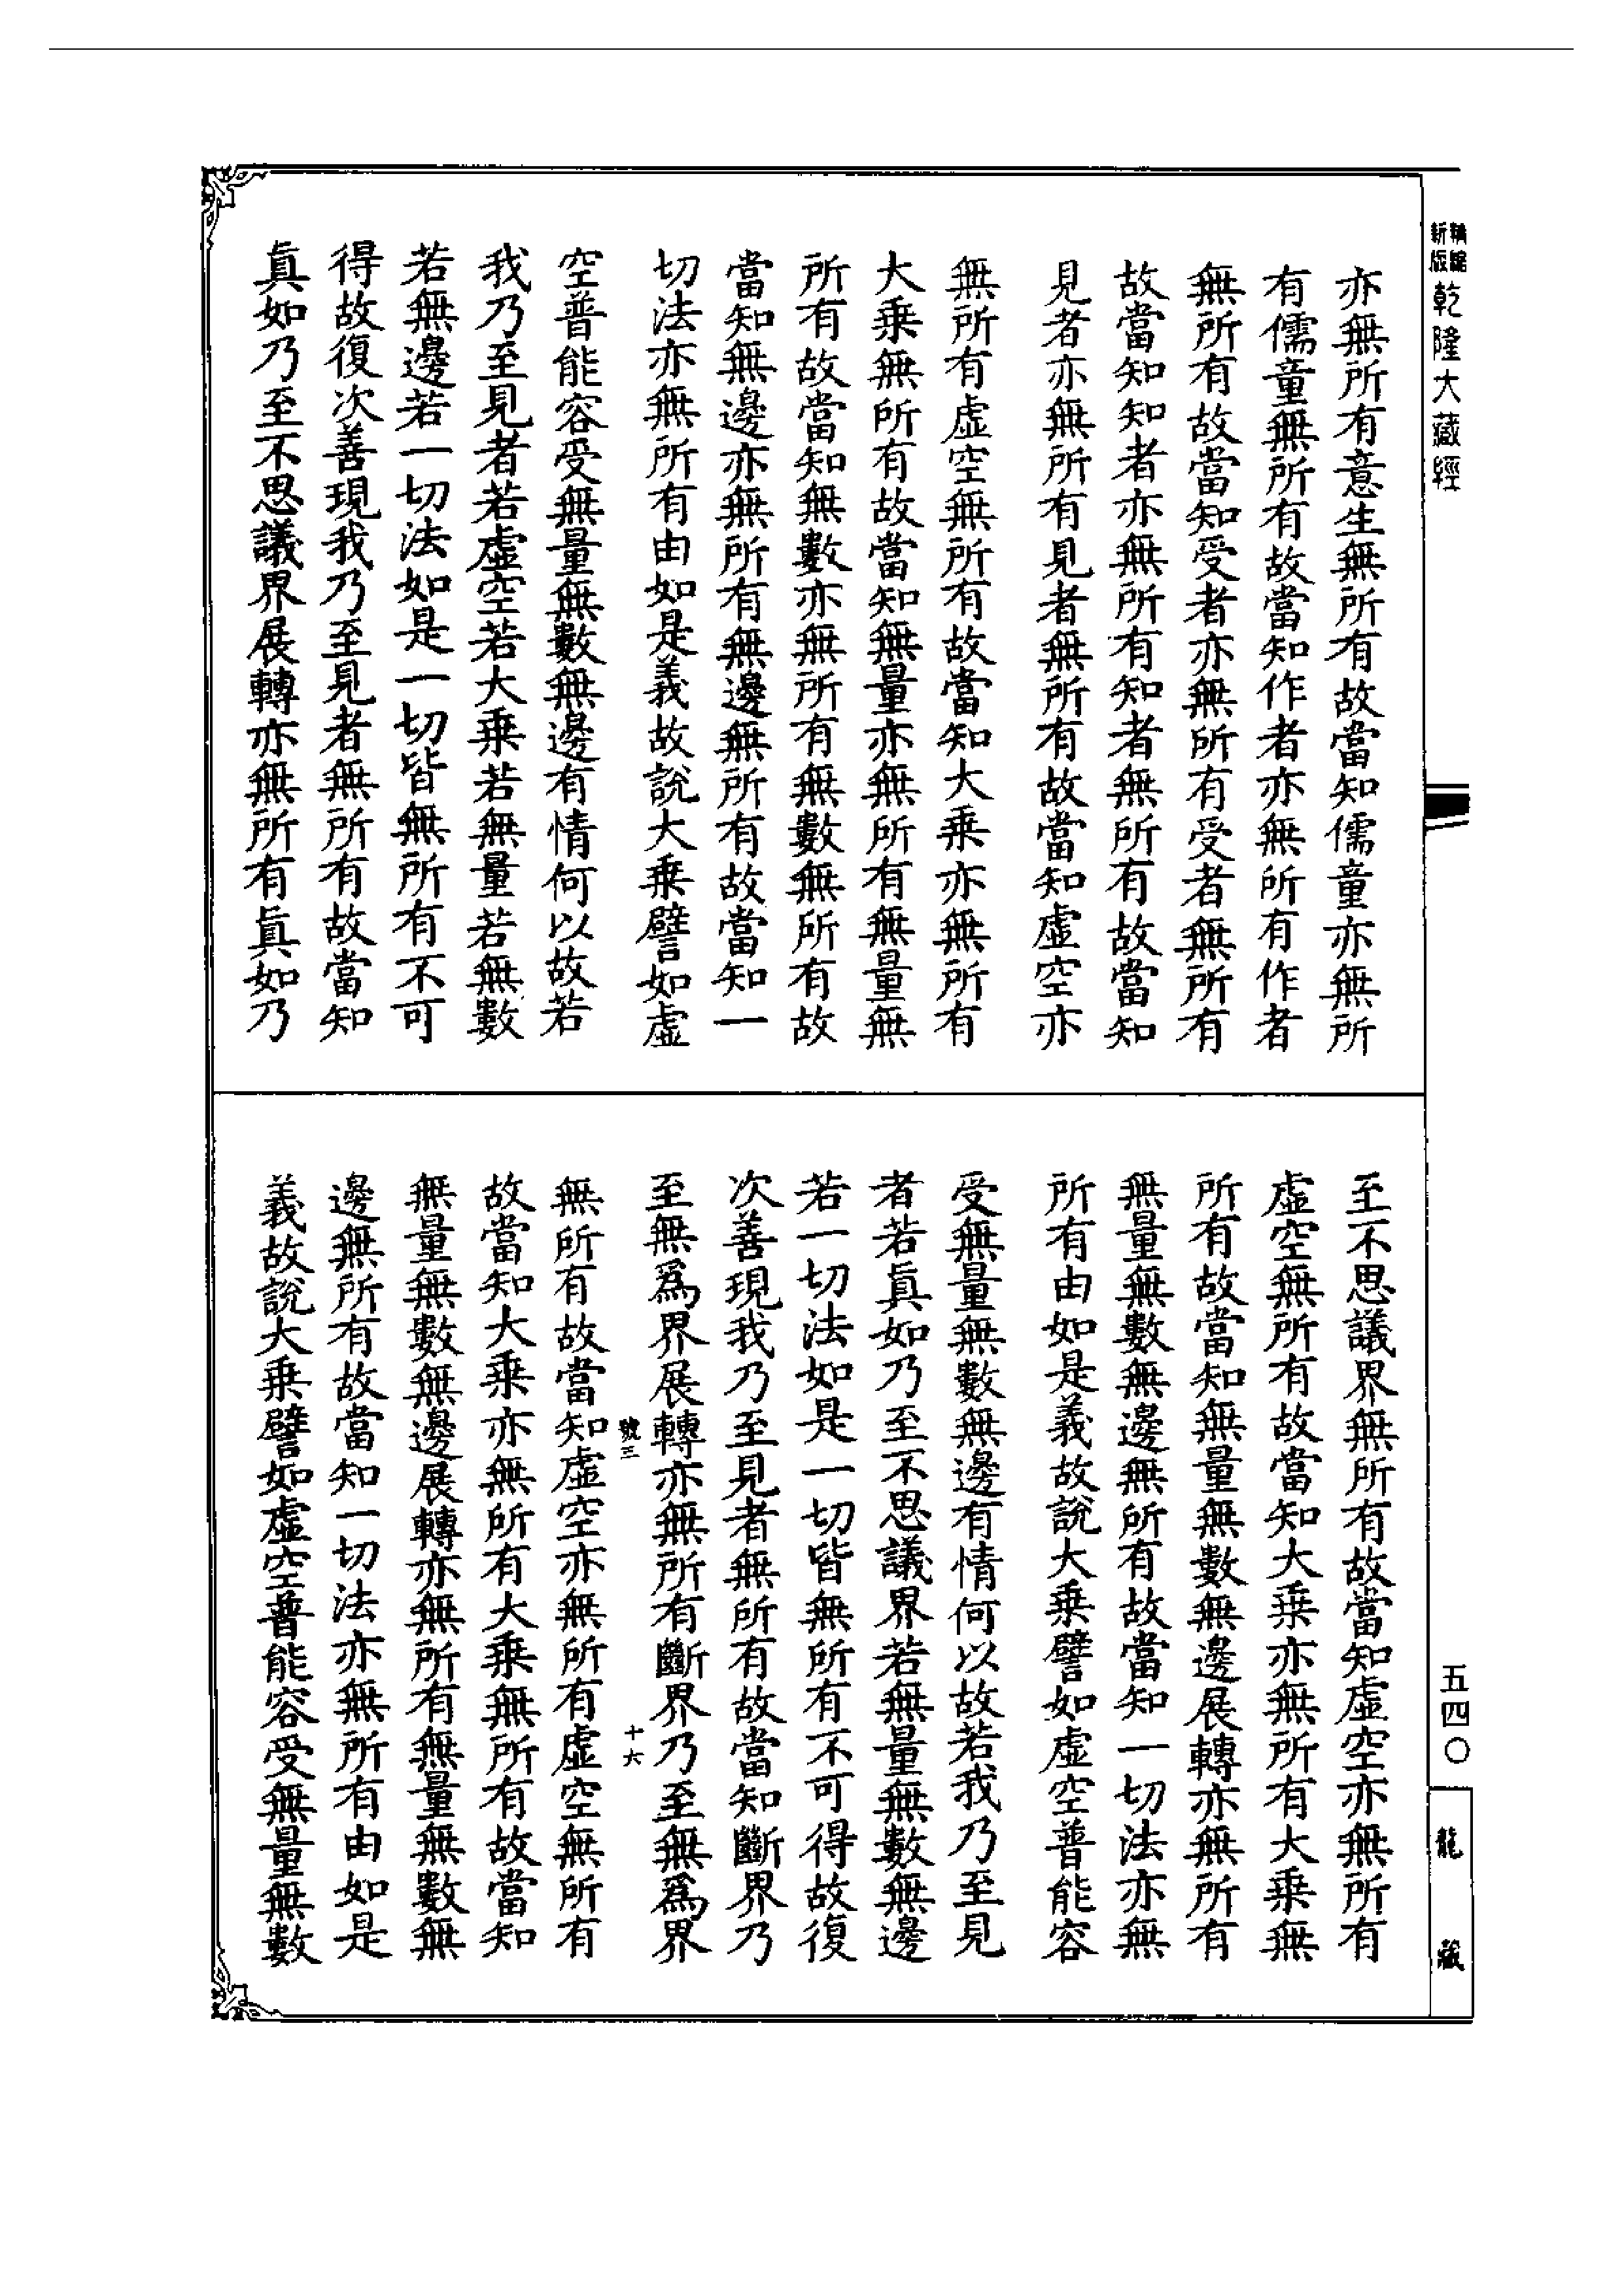 新版精縮乾隆大藏經
亦無所有意生無所有故當知儒童亦無所
有儒童無所有故當知作者亦無所有作者
無所有故當知受者亦無所有受者無所有
故當知知者亦無所有知者無所有故當知
見者亦無所有見者無所有故當知虛空亦
無所有虛空無所有故當知大乘亦無所有
大乘無所有故當知無量亦無所有無量無
所有故當知無數亦無所有無數無所有故
當知無邊亦無所有無邊無所有故當知一
切法亦無所有由如是義故說大乘譬如虛
空普能容受無量無數無邊有情何以故若
我乃至見者若虛空若大乘若無量若無數
若無邊若一切法如是一切皆無所有不可
得故復次善現我乃至見者無所有故當知
真如乃至不思議界展轉亦無所有真如乃
至不思議界無所有故當知虛空亦無所有
虛空無所有故當知大乘亦無所有大乘無
所有故當知無量無數無邊展轉亦無所有
無量無數無邊無所有故當知一切法亦無
所有由如是義故說大乘譬如虛空普能容
受無量無數無邊有情何以故若我乃至見
者若真如乃至不思議界若無量無數無邊
若一切法如是一切皆無所有不可得故復
次善現我乃至見者無所有故當知斷界乃
至無為界展轉亦無所有斷界乃至無為界
號三 十六
無所有故當知虛空亦無所有虛空無所有
故當知大乘亦無所有大乘無所有故當知
無量無數無邊展轉亦無所有無量無數無
邊無所有故當知一切法亦無所有由如是
義故說大乘譬如虛空普能容受無量無數
五四〇
龍藏